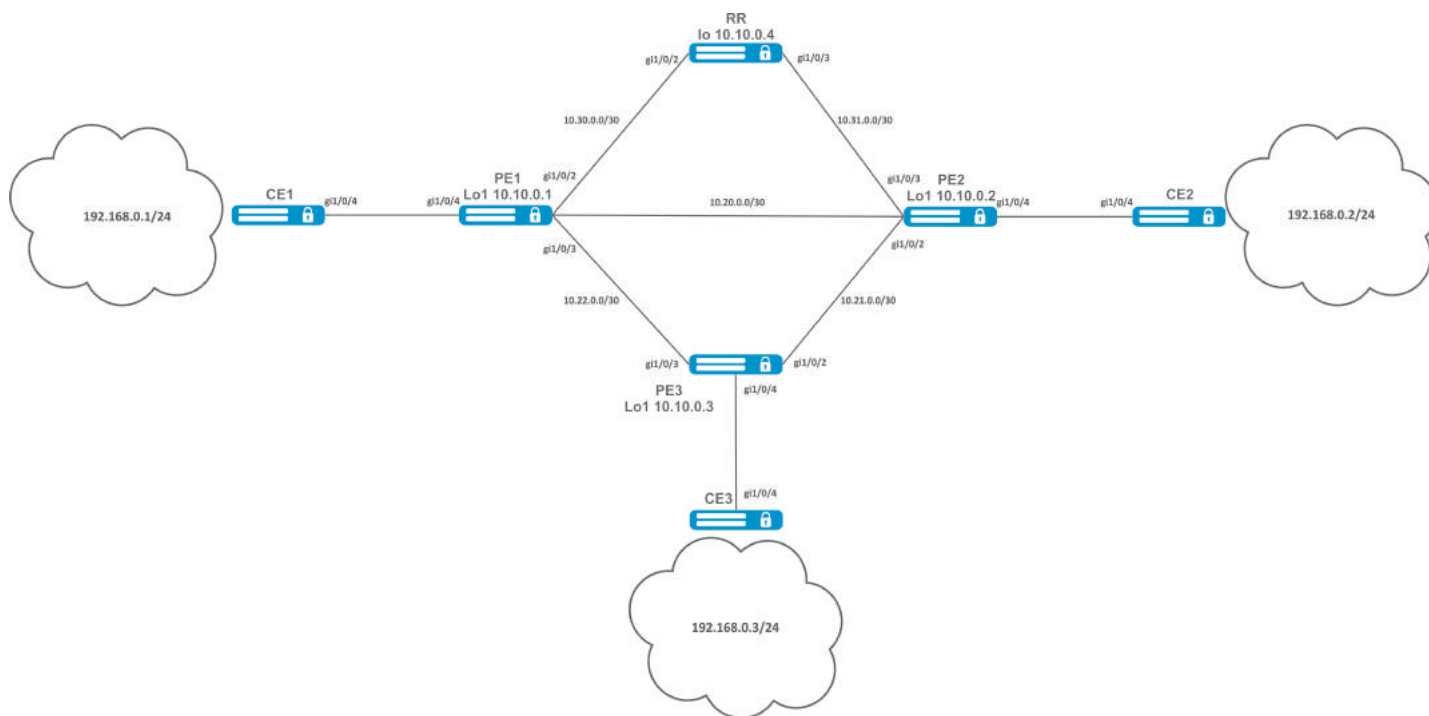 RR
lo 10.10.0.4
gi1/0/2
gi1/0/3
10.30.0.0/30
10.31.0.0/30
192.168.0.1/24
CE1
gi1/0/4
gi1/0/4
PE1
Lo1 10.10.0.1
gi1/0/2
gi1/0/3
10.20.0.0/30
gi1/0/3
PE2
Lo1 10.10.0.2
gi1/0/4
gi1/0/2
gi1/0/4
CE2
192.168.0.2/24
10.22.0.0/30
10.21.0.0/30
gi1/0/3
gi1/0/2
PE3
Lo1 10.10.0.3
gi1/0/4
CE3
gi1/0/4
192.168.0.3/24